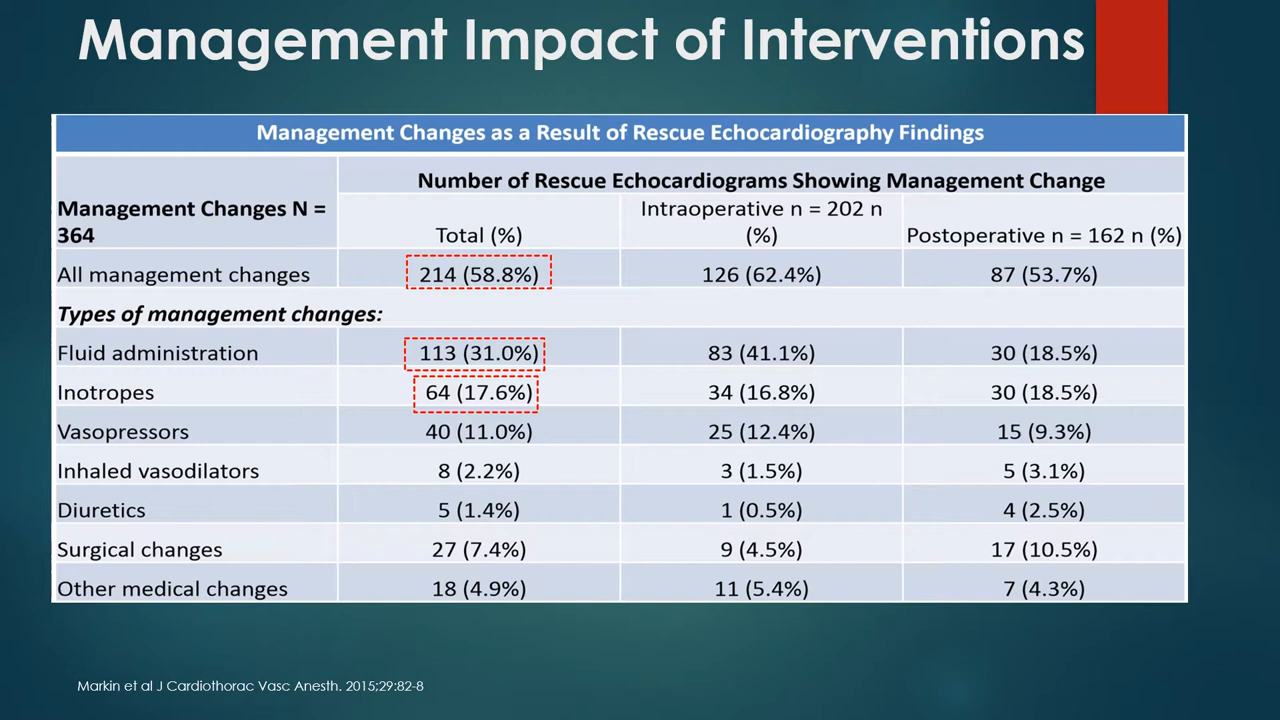 Management Impact of Interventions
Management Changes as a Result of Rescue Echocardiography Findings
Number of Rescue Echocardiograms Showing Management Change
Management Changes N =
364
Total (%)
Intraoperative n = 202 n
(%)
Postoperative n = 162 n (%)
All management changes 214 (58.8%) 126 (62.4%) 87 (53.7%)
Types of management changes:
Fluid administration 113 (31.0%) 83 (41.1%) 30 (18.5%)
Inotropes 64 (17.6%) 34 (16.8%) 30 (18.5%)
Vasopressors 40 (11.0%) 25 (12.4%) 15 (9.3%)
Inhaled vasodilators 8 (2.2%) 3 (1.5%) 5 (3.1%)
Diuretics 5 (1.4%) 1 (0.5%) 4 (2.5%)
Surgical changes 27 (7.4%) 9 (4.5%) 17 (10.5%)
Other medical changes 18 (4.9%) 11 (5.4%) 7 (4.3%)
Markin et al J Cardiothorac Vasc Anesth. 2015;29:82-8